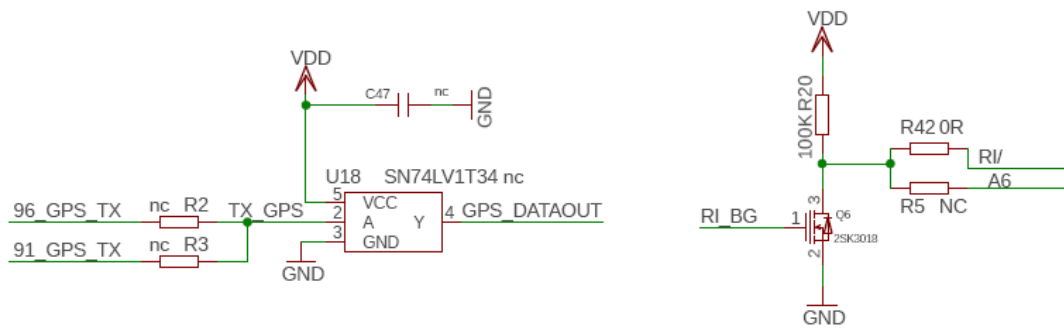 VDD
C47
nc
GND
U18
SN74LV1T34 nc
5
VCC
96_GPS_TX
nc
R2
TX_GPS
2
A
Y
4
GPS_DATAOUT
91_GPS_TX
nc
R3
3
GND
GND
VDD
100K
R20
R42 0R
RI/
A6
R5
NC
RI_BG
1
3
Q6
2SK3018
2
GND